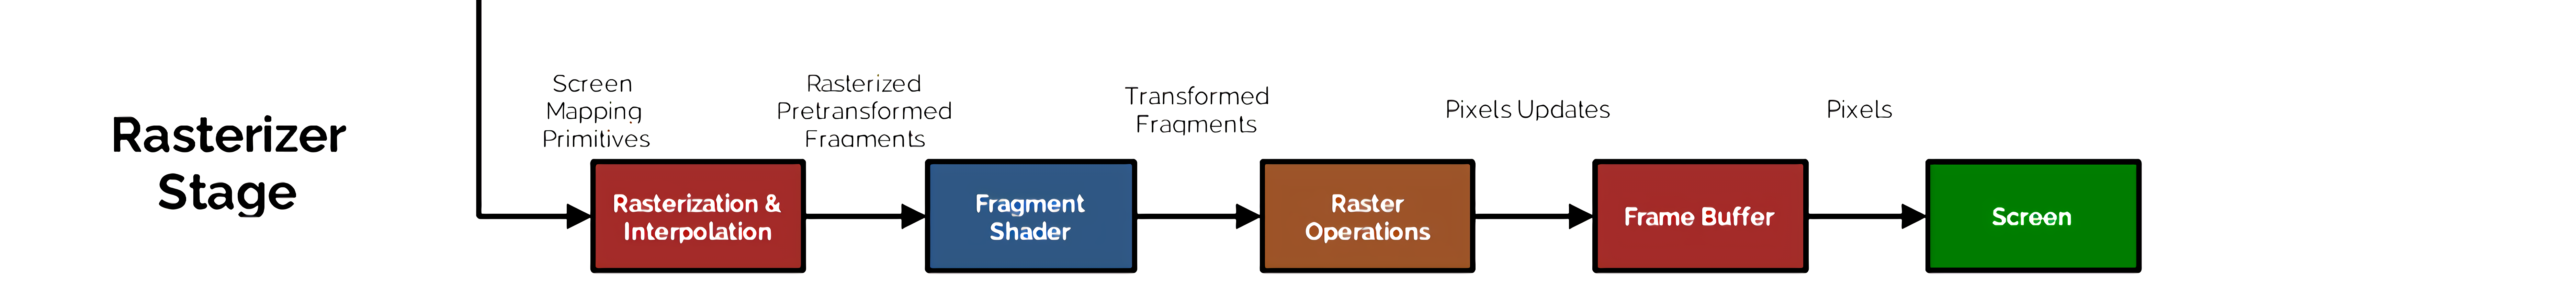 Rasterizer
Stage
Screen
Mapping
Primitives
Rasterized
Pretransformed
Fragments
Transformed
Fragments
Pixels Updates
Pixels
Rasterization &
Interpolation
Fragment
Shader
Raster
Operations
Frame Buffer
Screen